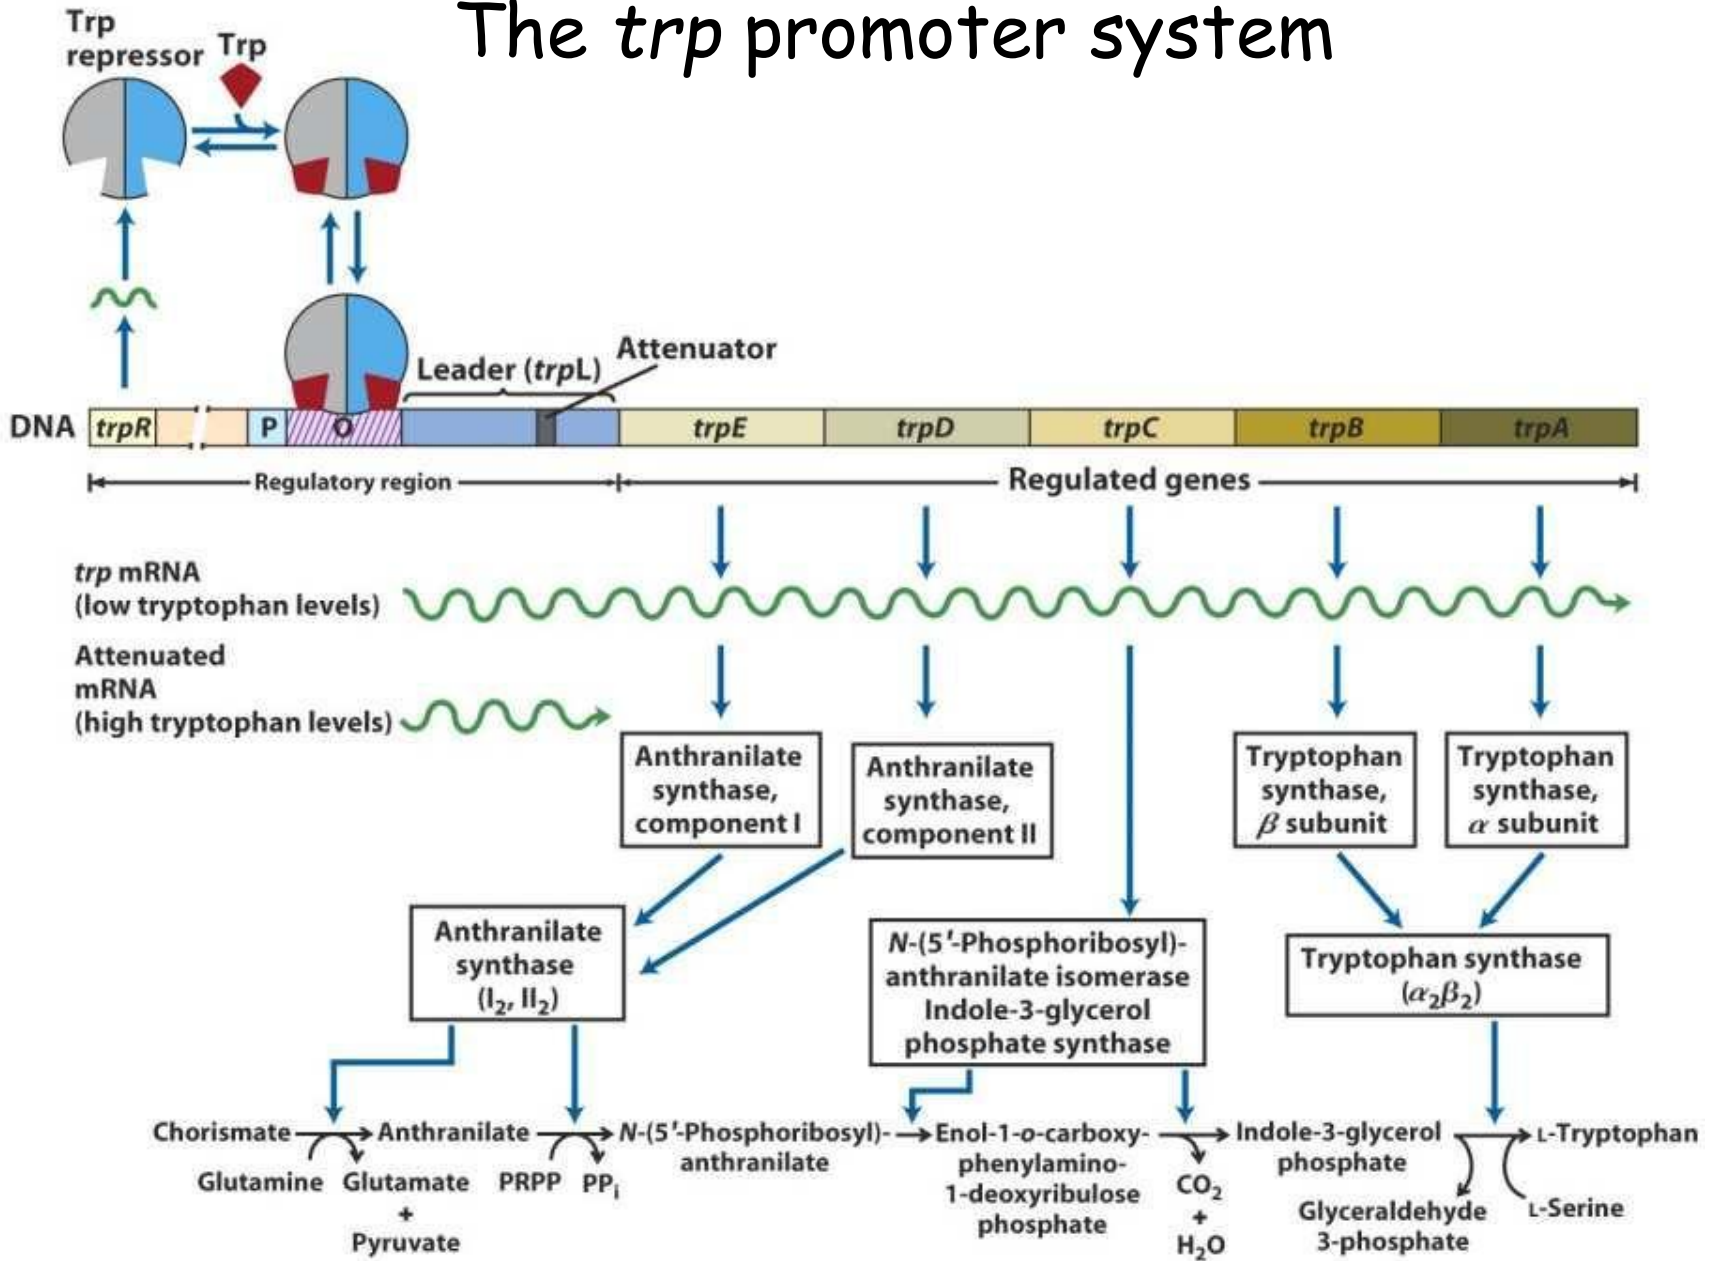 The trp promoter system
Trp
repressor
Trp
Leader (trpL)
Attenuator
DNA
trpR
P
O
trpE
trpD
trpC
trpB
trpA
Regulatory region
Regulated genes
trp mRNA
(low tryptophan levels)
Attenuated
mRNA
(high tryptophan levels)
Anthranilate
synthase,
component I
Anthranilate
synthase,
component II
Tryptophan
synthase,
β subunit
Tryptophan
synthase,
α subunit
Anthranilate
synthase
(I₂, II₂)
N-(5′-Phosphoribosyl)-
anthranilate isomerase
Indole-3-glycerol
phosphate synthase
Tryptophan synthase
(α₂β₂)
Chorismate
Glutamine
Glutamate
+
Pyruvate
Anthranilate
PRPP
PPᵢ
N-(5′-Phosphoribosyl)-
anthranilate
Enol-1-o-carboxy-
phenylamino-
1-deoxyribulose
phosphate
CO₂
+
H₂O
Indole-3-glycerol
phosphate
Glyceraldehyde
3-phosphate
L-Serine
L-Tryptophan